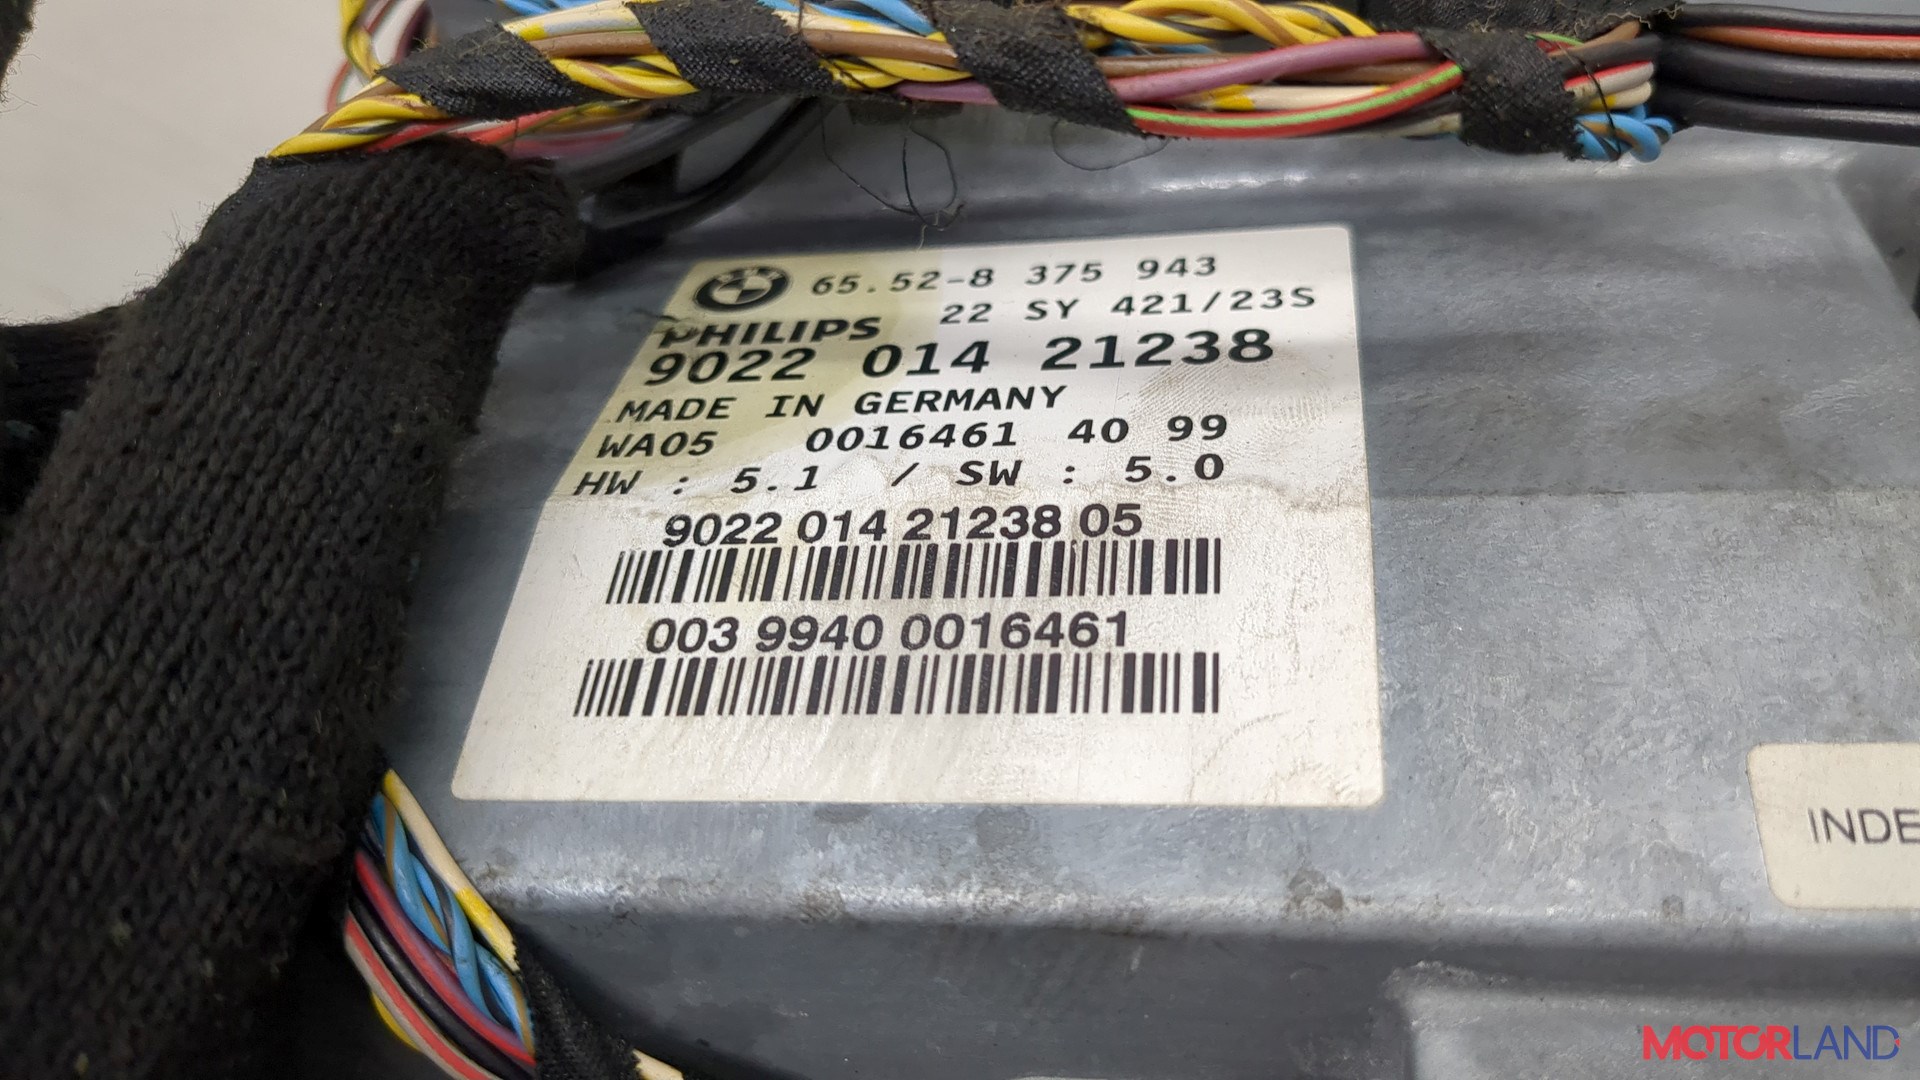 BMW
65.52-8 375 943
22 SY 421/23S
PHILIPS
9022 014 21238
MADE IN GERMANY
WA05 0016461 40 99
HW : 5.1 / SW : 5.0
9022 014 21238 05
003 9940 0016461
INDE
MOTORLAND